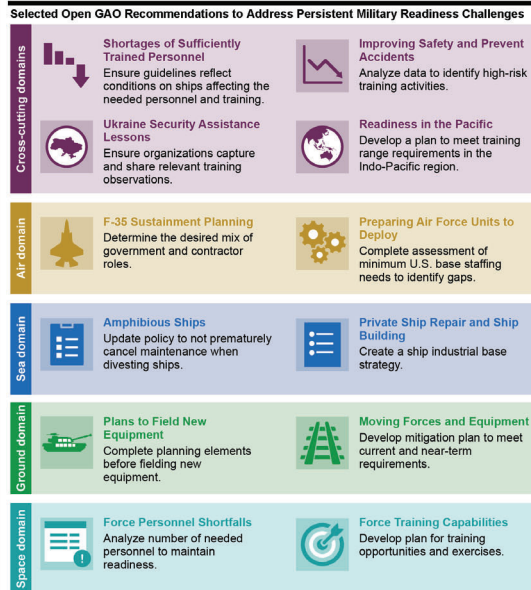 Selected Open GAO Recommendations to Address Persistent Military Readiness Challenges
Cross-cutting domains
Shortages of Sufficiently
Trained Personnel
Ensure guidelines reflect
conditions on ships affecting the
needed personnel and training.
Improving Safety and Prevent
Accidents
Analyze data to identify high-risk
training activities.
Ukraine Security Assistance
Lessons
Ensure organizations capture
and share relevant training
observations.
Readiness in the Pacific
Develop a plan to meet training
range requirements in the
Indo-Pacific region.
Air domain
F-35 Sustainment Planning
Determine the desired mix of
government and contractor
roles.
Preparing Air Force Units to
Deploy
Complete assessment of
minimum U.S. base staffing
needs to identify gaps.
Sea domain
Amphibious Ships
Update policy to not prematurely
cancel maintenance when
divesting ships.
Private Ship Repair and Ship
Building
Create a ship industrial base
strategy.
Ground domain
Plans to Field New
Equipment
Complete planning elements
before fielding new
equipment.
Moving Forces and Equipment
Develop mitigation plan to meet
current and near-term
requirements.
Space domain
Force Personnel Shortfalls
Analyze number of needed
personnel to maintain
readiness.
Force Training Capabilities
Develop plan for training
opportunities and exercises.